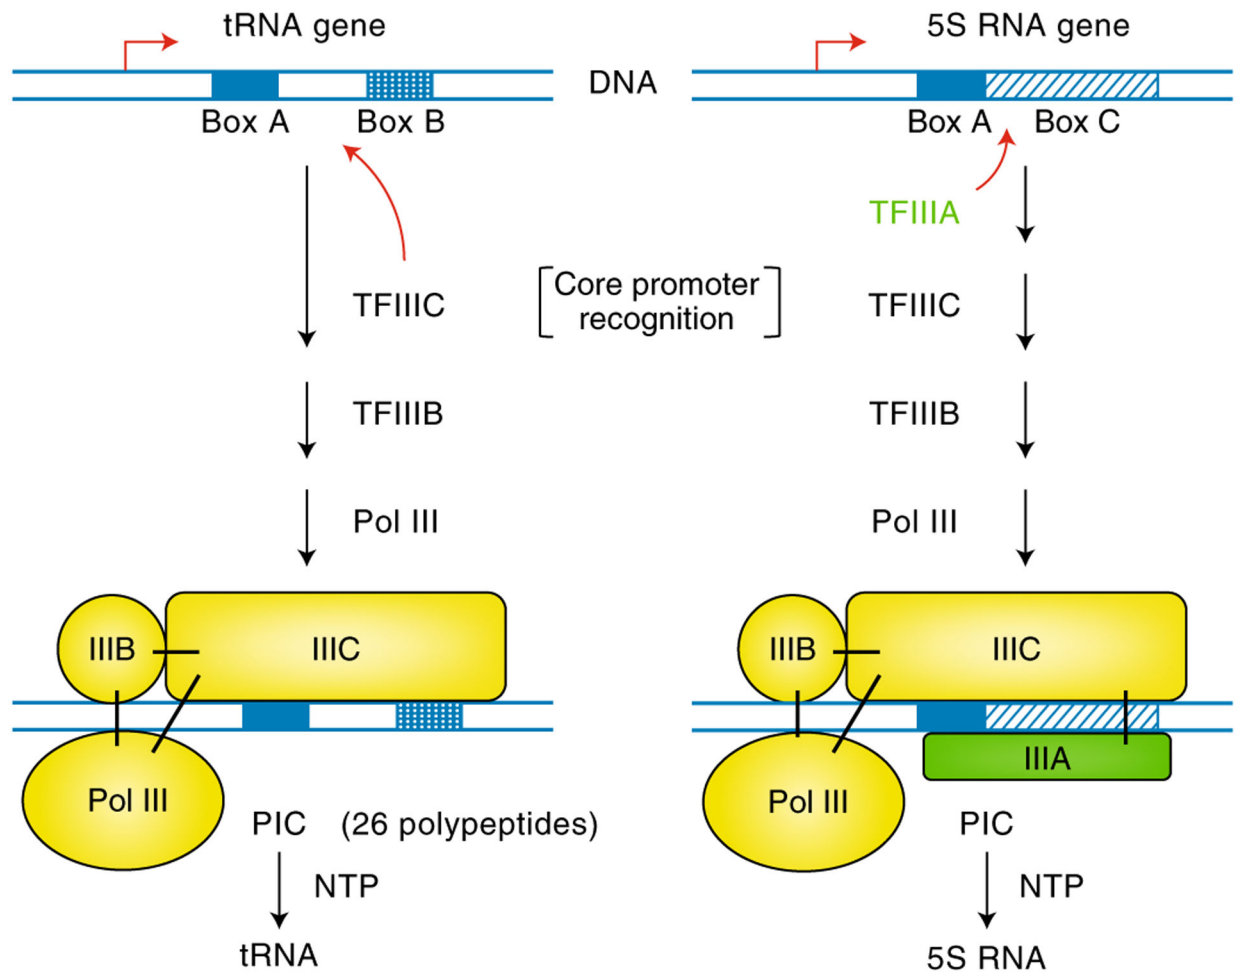 tRNA gene
5S RNA gene
DNA
Box A
Box B
Box A
Box C
TFIIIA
TFIIIC
Core promoter
recognition
TFIIIC
TFIIIB
TFIIIB
Pol III
Pol III
IIIB
IIIC
IIIB
IIIC
Pol III
Pol III
IIIA
PIC (26 polypeptides)
PIC
NTP
NTP
tRNA
5S RNA